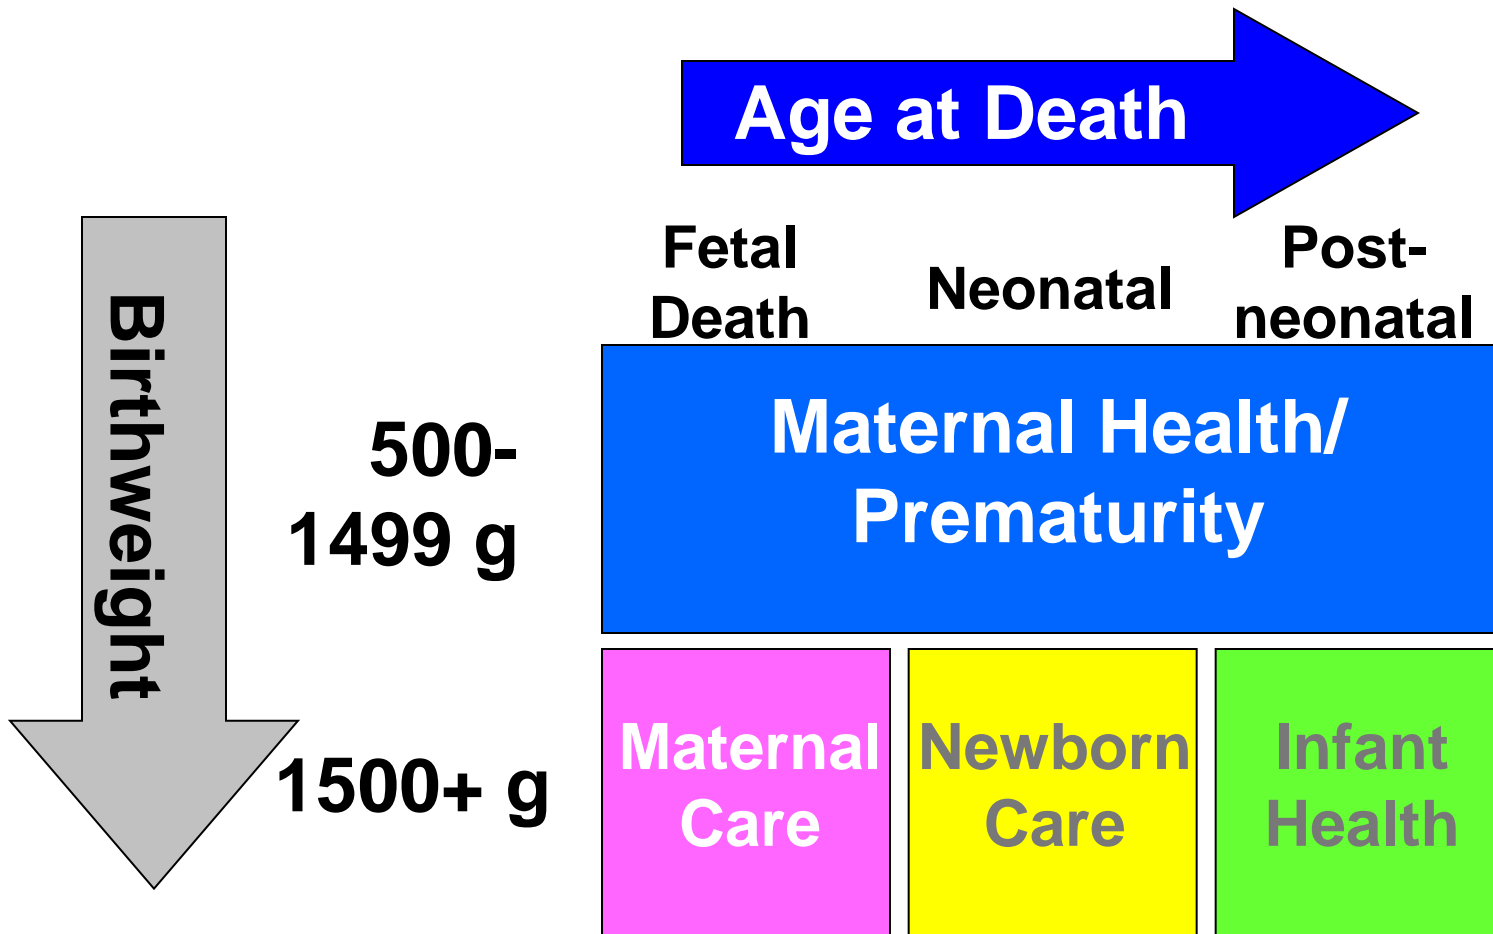 Age at Death
Fetal
Death
Neonatal
Post-
neonatal
Birthweight
500-
1499 g
Maternal Health/
Prematurity
1500+ g
Maternal
Care
Newborn
Care
Infant
Health